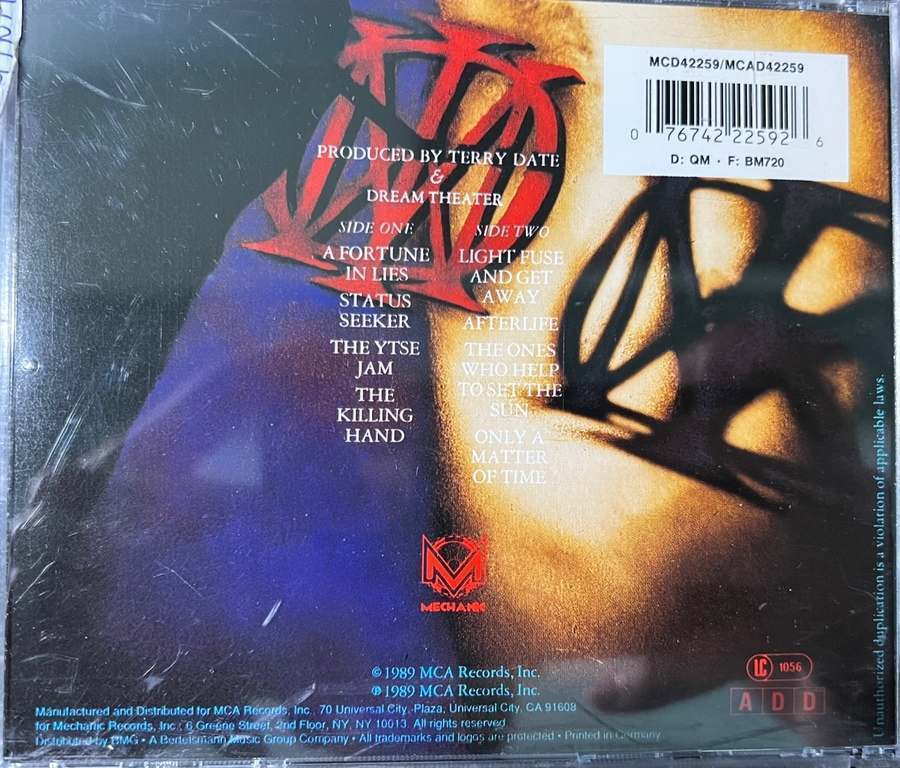 MCD42259/MCAD42259
0 76742 22592 6
D: QM · F: BM720
PRODUCED BY TERRY DATE
&
DREAM THEATER
SIDE ONE
A FORTUNE
IN LIES
STATUS
SEEKER
THE YTSE
JAM
THE
KILLING
HAND
SIDE TWO
LIGHT FUSE
AND GET
AWAY
AFTERLIFE
THE ONES
WHO HELP
TO SET THE
SUN
ONLY A
MATTER
OF TIME
M
MECHANIC
© 1989 MCA Records, Inc.
℗ 1989 MCA Records, Inc.
LC 1056
A D D
Manufactured and Distributed for MCA Records, Inc. 70 Universal City, Plaza, Universal City, CA 91608
for Mechanic Records, Inc : 6 Greene Street, 2nd Floor, NY, NY 10013. All rights reserved.
Distributed by BMG • A Bertelsmann Music Group Company • All trademarks and logos are protected • Printed in Germany
Unauthorized duplication is a violation of applicable laws.